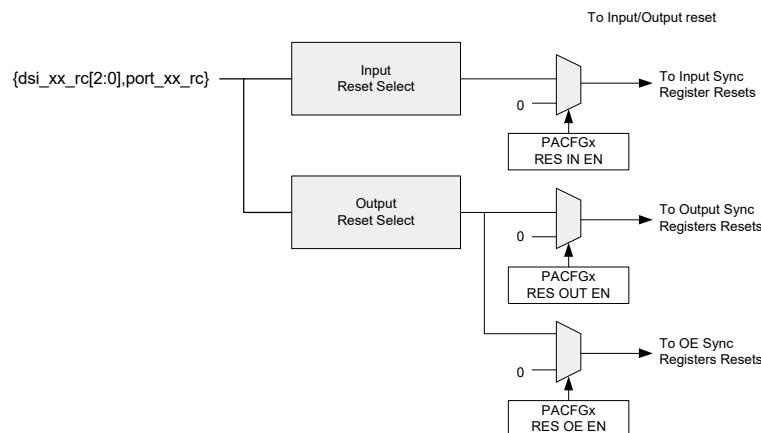 To Input/Output reset
{dsi_xx_rc[2:0],port_xx_rc}
Input
Reset Select
0
To Input Sync
Register Resets
PACFGx
RES IN EN
Output
Reset Select
0
To Output Sync
Registers Resets
PACFGx
RES OUT EN
0
To OE Sync
Registers Resets
PACFGx
RES OE EN